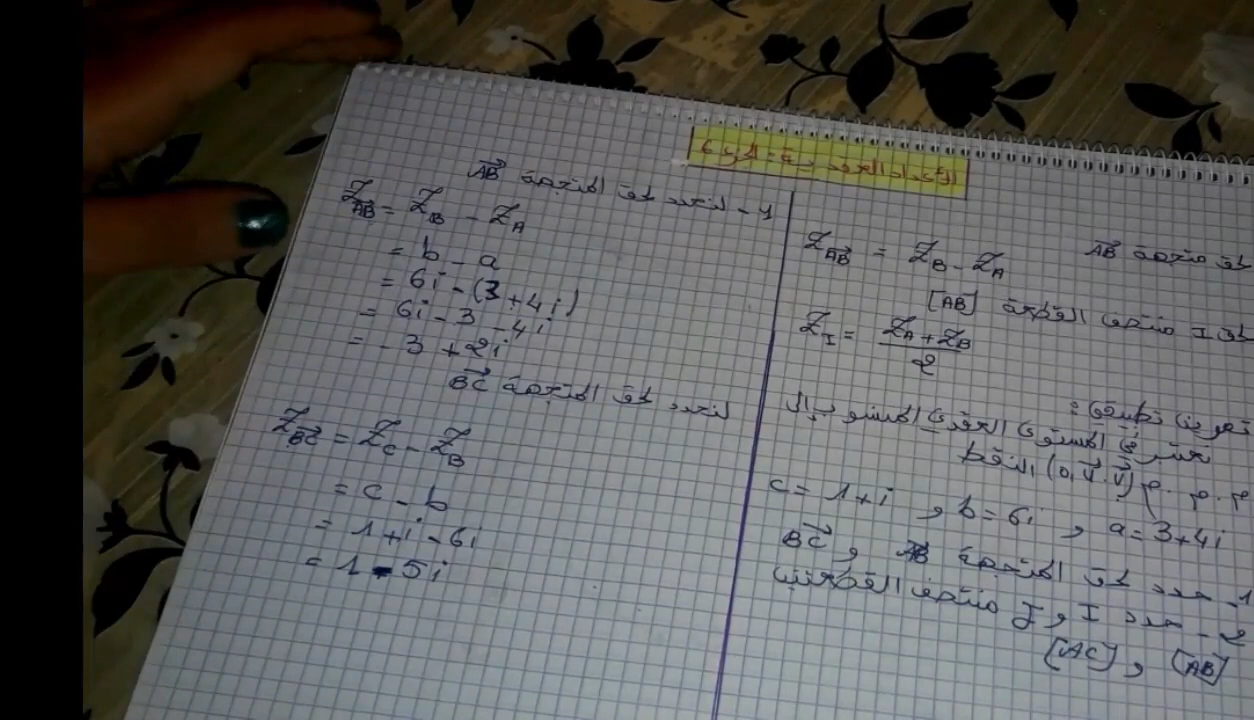 الأعداد العقدية = الجزء 6
لحق متجهة AB
Z_AB = Z_B - Z_A
لحق I منتصف القطعة [AB]
Z_I = (Z_A + Z_B) / 2
تمرين تطبيقي :
نعتبر في المستوى العقدي المنسوب إلى
م.م.م (O, u, v) النقط
a = 3+4i , b = 6i , c = 1+i
1- حدد لحق المتجهة AB و BC
2- حدد I و J منتصف القطعتين
[AB] و [AC]
1- لنحدد لحق المتجهة AB
Z_AB = Z_B - Z_A
= b - a
= 6i - (3+4i)
= 6i - 3 - 4i
= -3 + 2i
لنحدد لحق المتجهة BC
Z_BC = Z_C - Z_B
= c - b
= 1+i - 6i
= 1 - 5i